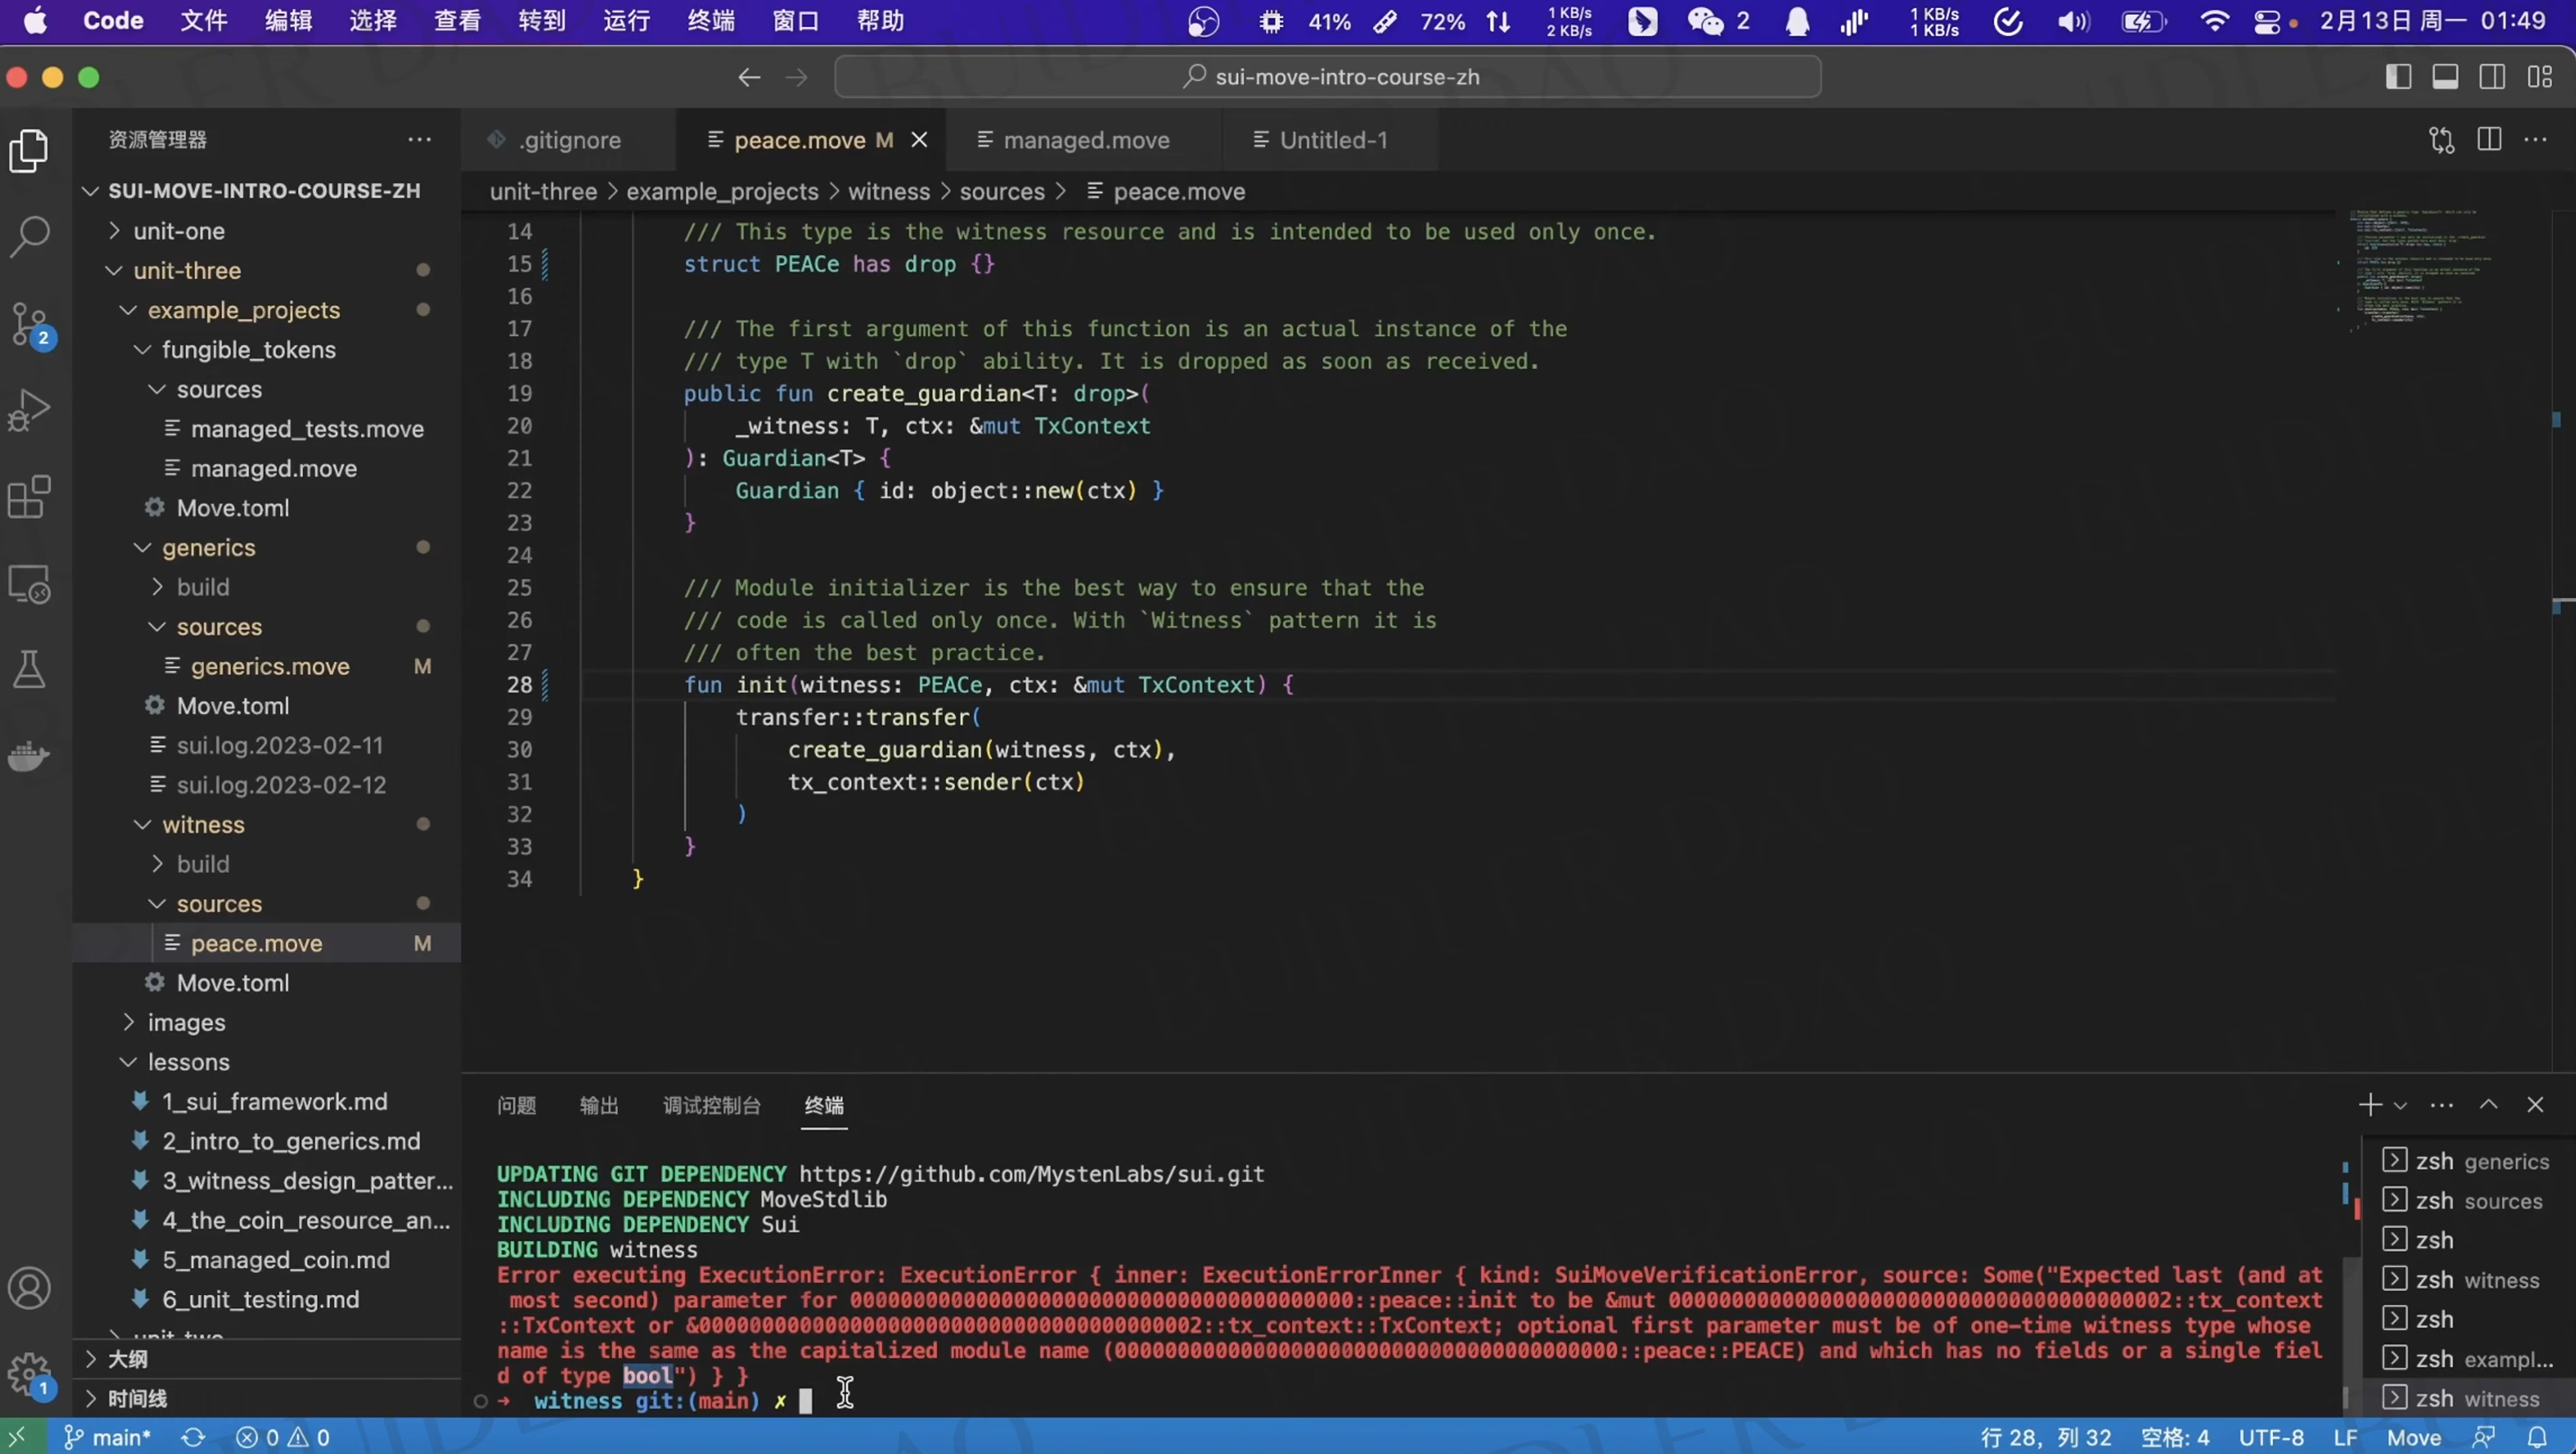 Code 文件 编辑 选择 查看 转到 运行 终端 窗口 帮助 41% 72% 1 KB/s 2 KB/s 2 1 KB/s 1 KB/s 2月13日 周一 01:49
sui-move-intro-course-zh
资源管理器
SUI-MOVE-INTRO-COURSE-ZH
unit-one
unit-three
example_projects
fungible_tokens
sources
managed_tests.move
managed.move
Move.toml
generics
build
sources
generics.move M
Move.toml
sui.log.2023-02-11
sui.log.2023-02-12
witness
build
sources
peace.move M
Move.toml
images
lessons
1_sui_framework.md
2_intro_to_generics.md
3_witness_design_patter...
4_the_coin_resource_an...
5_managed_coin.md
6_unit_testing.md
unit-two
大纲
时间线
2
1
.gitignore peace.move M managed.move Untitled-1
unit-three > example_projects > witness > sources > peace.move
14 /// This type is the witness resource and is intended to be used only once.
15 struct PEACe has drop {}
16
17 /// The first argument of this function is an actual instance of the
18 /// type T with `drop` ability. It is dropped as soon as received.
19 public fun create_guardian<T: drop>(
20 _witness: T, ctx: &mut TxContext
21 ): Guardian<T> {
22 Guardian { id: object::new(ctx) }
23 }
24
25 /// Module initializer is the best way to ensure that the
26 /// code is called only once. With `Witness` pattern it is
27 /// often the best practice.
28 fun init(witness: PEACe, ctx: &mut TxContext) {
29 transfer::transfer(
30 create_guardian(witness, ctx),
31 tx_context::sender(ctx)
32 )
33 }
34 }
问题 输出 调试控制台 终端
UPDATING GIT DEPENDENCY https://github.com/MystenLabs/sui.git
INCLUDING DEPENDENCY MoveStdlib
INCLUDING DEPENDENCY Sui
BUILDING witness
Error executing ExecutionError: ExecutionError { inner: ExecutionErrorInner { kind: SuiMoveVerificationError, source: Some("Expected last (and at
most second) parameter for 0000000000000000000000000000000000000000::peace::init to be &mut 0000000000000000000000000000000000000002::tx_context
::TxContext or &0000000000000000000000000000000000000002::tx_context::TxContext; optional first parameter must be of one-time witness type whose
name is the same as the capitalized module name (0000000000000000000000000000000000000000::peace::PEACE) and which has no fields or a single fiel
d of type bool") } }
→ witness git:(main) ✗
zsh generics
zsh sources
zsh
zsh witness
zsh
zsh exampl...
zsh witness
main* 0 0 行 28，列 32 空格: 4 UTF-8 LF Move
BUIDLER DAO